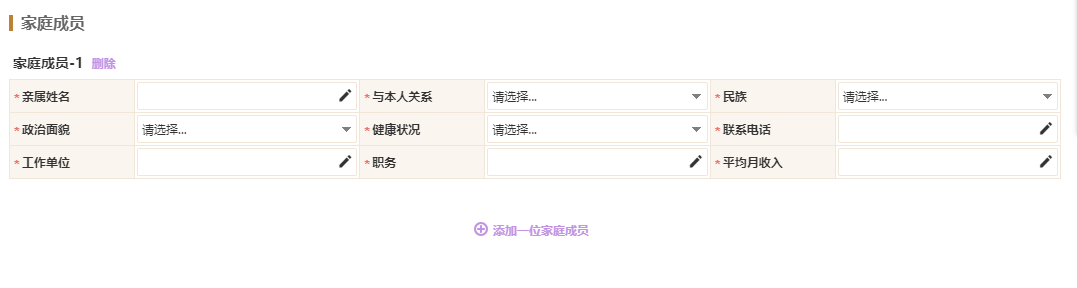 家庭成员
家庭成员-1 删除
*亲属姓名 *与本人关系 请选择... *民族 请选择...
*政治面貌 请选择... *健康状况 请选择... *联系电话
*工作单位 *职务 *平均月收入
添加一位家庭成员